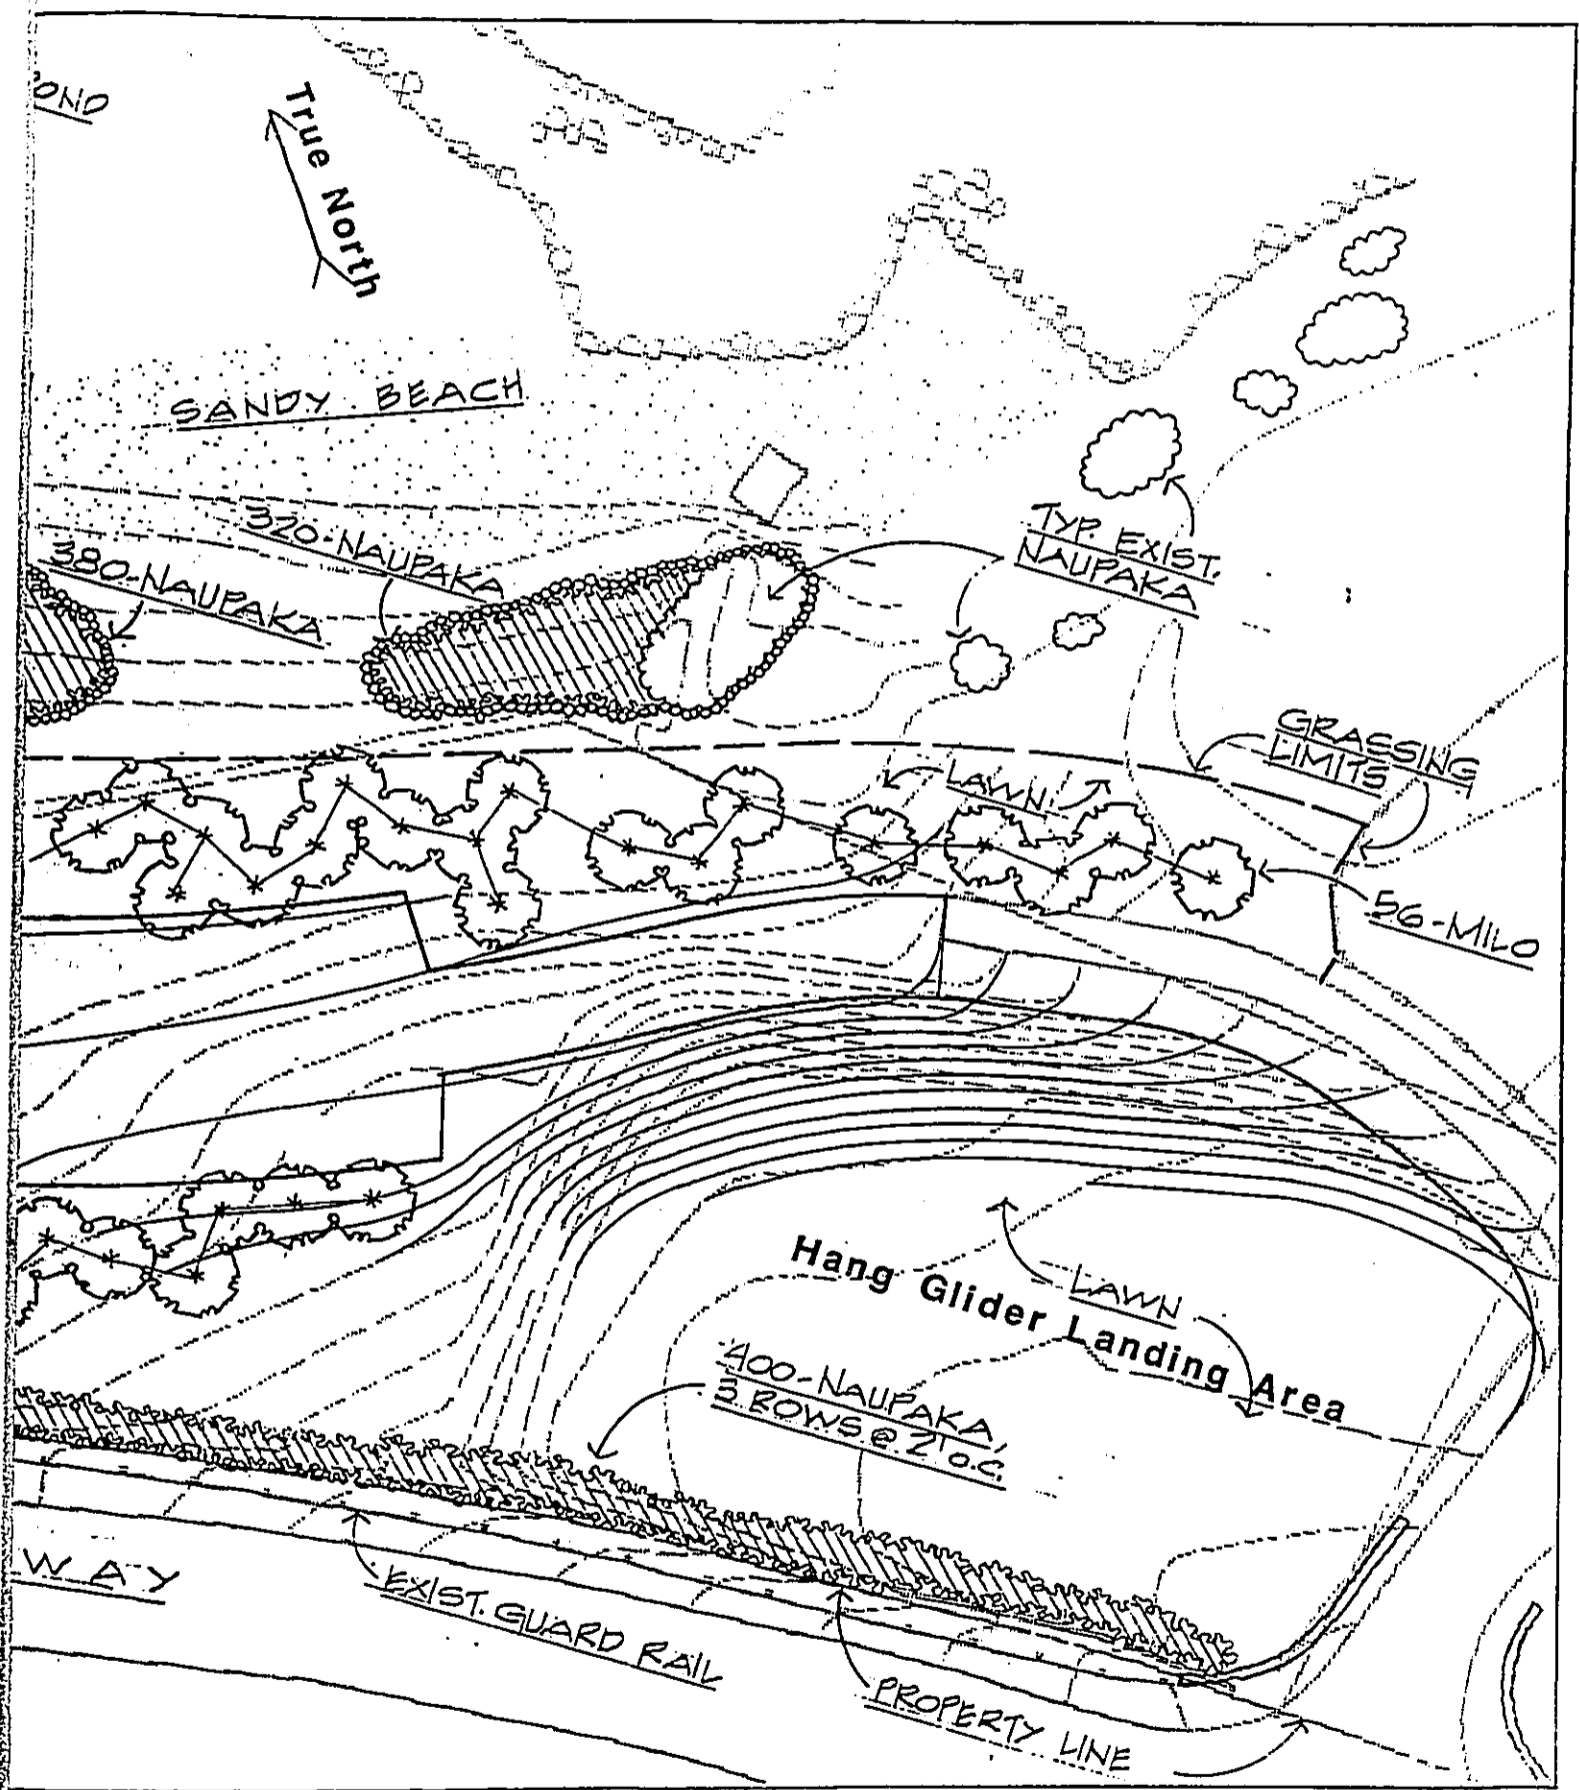 OND
True North
SANDY BEACH
320-NAUPAKA
380-NAUPAKA
TYP. EXIST.
NAUPAKA
GRASSING
LIMITS
LAWN
56-MILO
Hang Glider Landing Area
LAWN
400-NAUPAKA,
3 ROWS @ 2' O.C.
WAY
EXIST. GUARD RAIL
PROPERTY LINE